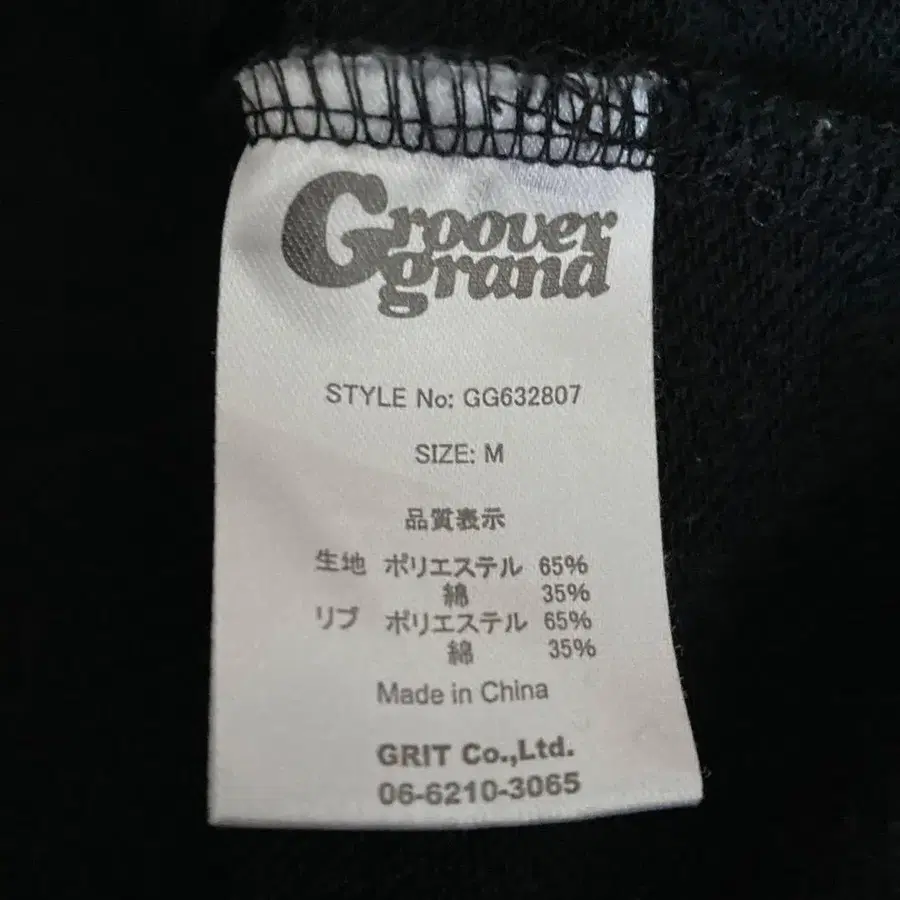 Groover
grand
STYLE No: GG632807
SIZE: M
品質表示
生地 ポリエステル 65%
綿 35%
リブ ポリエステル 65%
綿 35%
Made in China
GRIT Co.,Ltd.
06-6210-3065